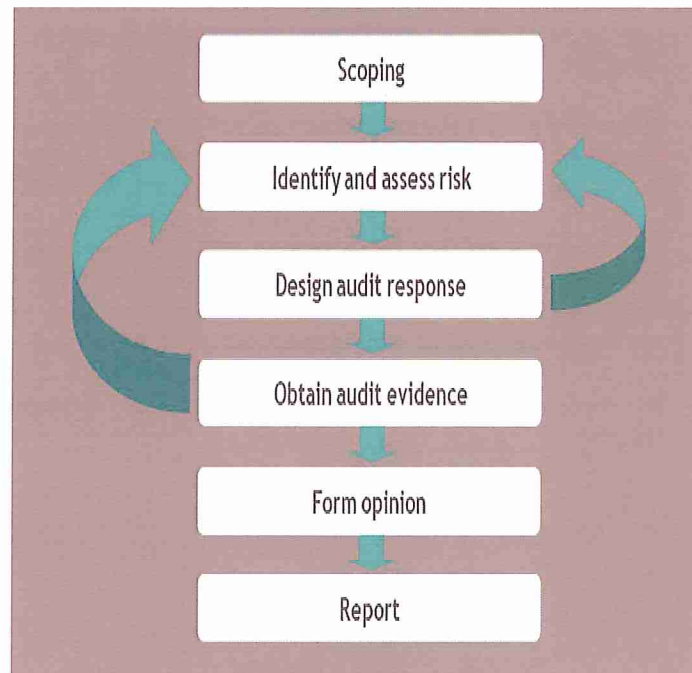 Scoping
Identify and assess risk
Design audit response
Obtain audit evidence
Form opinion
Report